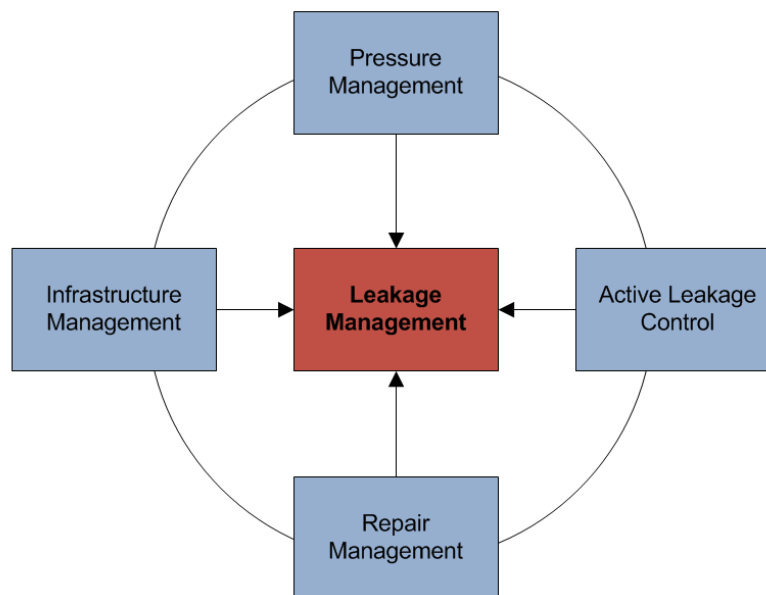 Pressure
Management
Infrastructure
Management
Leakage
Management
Active Leakage
Control
Repair
Management